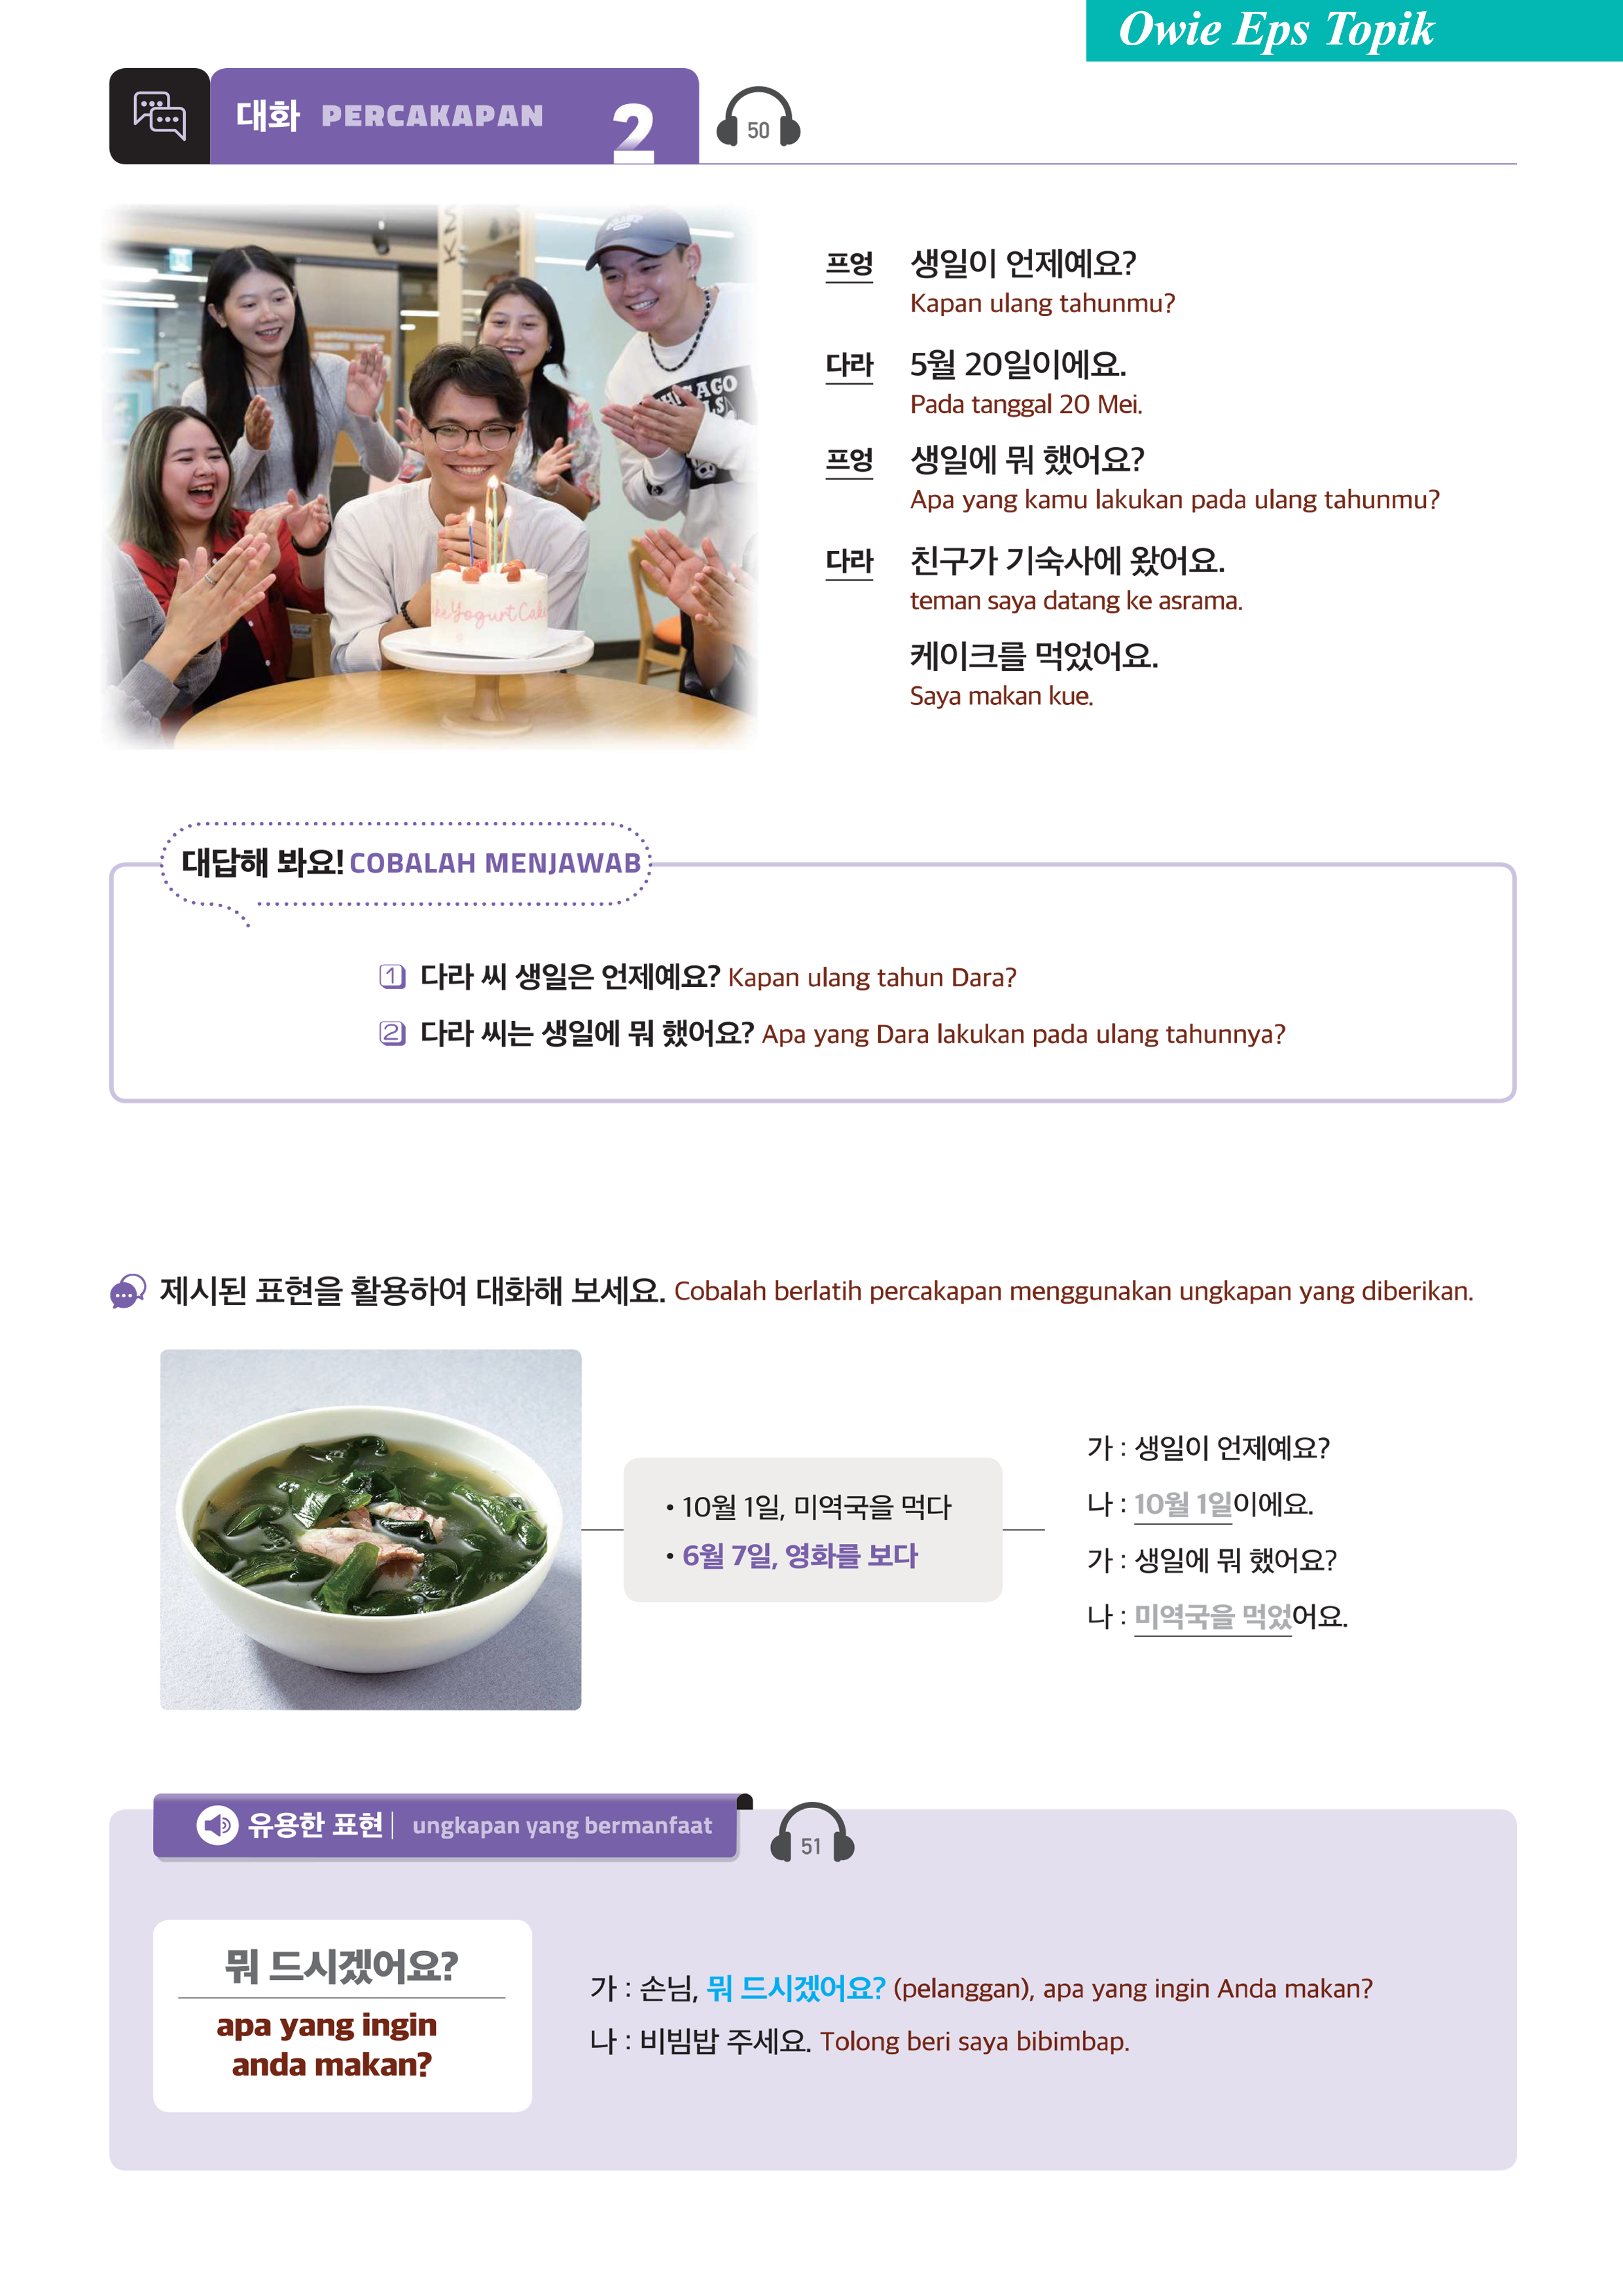 Owie Eps Topik
대화 PERCAKAPAN 2
50
프엉 생일이 언제예요?
Kapan ulang tahunmu?
다라 5월 20일이에요.
Pada tanggal 20 Mei.
프엉 생일에 뭐 했어요?
Apa yang kamu lakukan pada ulang tahunmu?
다라 친구가 기숙사에 왔어요.
teman saya datang ke asrama.
케이크를 먹었어요.
Saya makan kue.
대답해 봐요! COBALAH MENJAWAB
1 다라 씨 생일은 언제예요? Kapan ulang tahun Dara?
2 다라 씨는 생일에 뭐 했어요? Apa yang Dara lakukan pada ulang tahunnya?
제시된 표현을 활용하여 대화해 보세요. Cobalah berlatih percakapan menggunakan ungkapan yang diberikan.
• 10월 1일, 미역국을 먹다
• 6월 7일, 영화를 보다
가 : 생일이 언제예요?
나 : 10월 1일이에요.
가 : 생일에 뭐 했어요?
나 : 미역국을 먹었어요.
유용한 표현 | ungkapan yang bermanfaat
51
뭐 드시겠어요?
apa yang ingin
anda makan?
가 : 손님, 뭐 드시겠어요? (pelanggan), apa yang ingin Anda makan?
나 : 비빔밥 주세요. Tolong beri saya bibimbap.